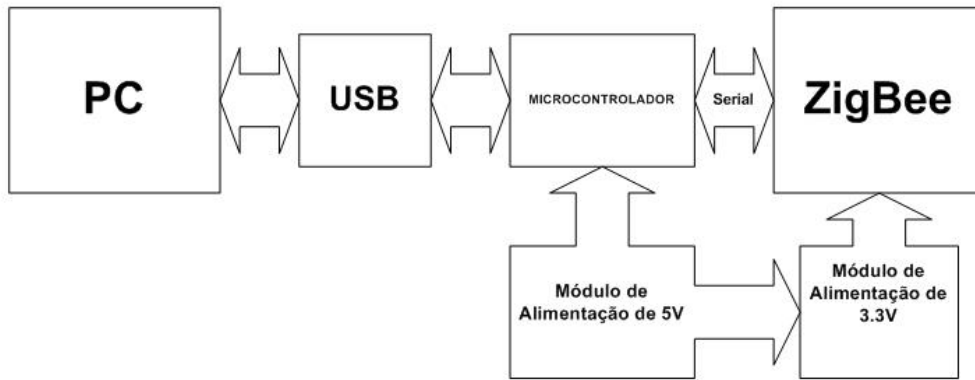 PC
USB
MICROCONTROLADOR
Serial
ZigBee
Módulo de
Alimentação de 5V
Módulo de
Alimentação de
3.3V